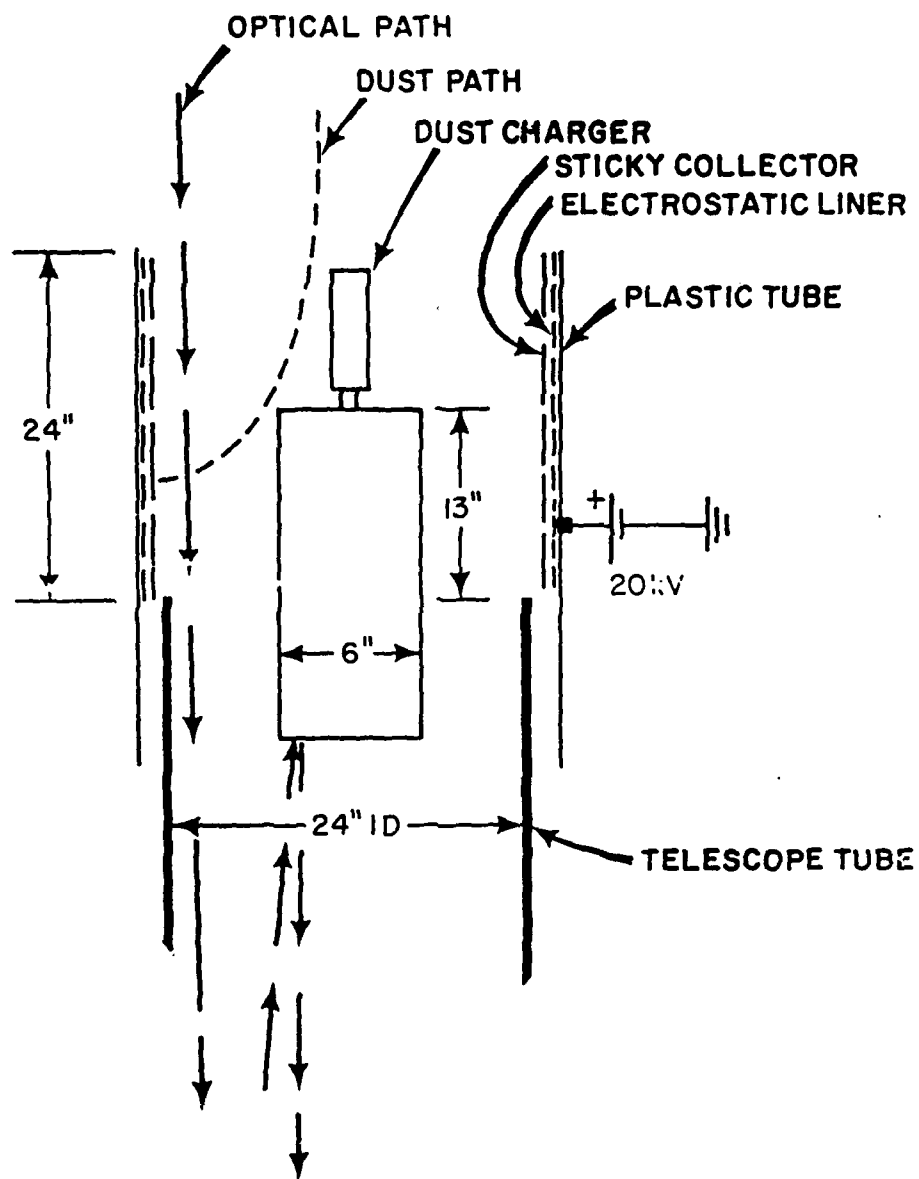 OPTICAL PATH
DUST PATH
DUST CHARGER
STICKY COLLECTOR
ELECTROSTATIC LINER
PLASTIC TUBE
24"
13"
+
20kV
6"
24" ID
TELESCOPE TUBE